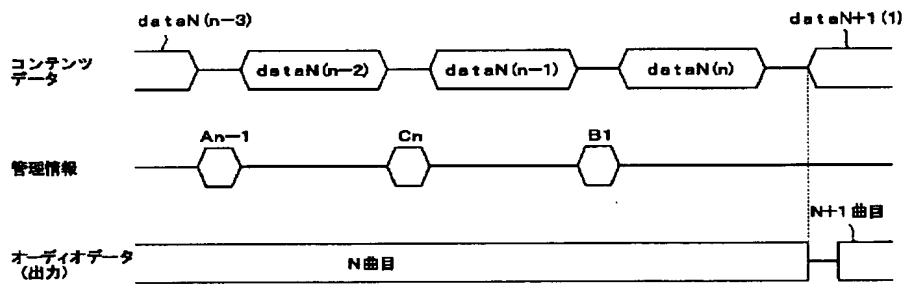 dataN(n-3)
dataN+1(1)
コンテンツ
データ
dataN(n-2)
dataN(n-1)
dataN(n)
An-1
Cn
B1
管理情報
N+1曲目
オーディオデータ
(出力)
N曲目